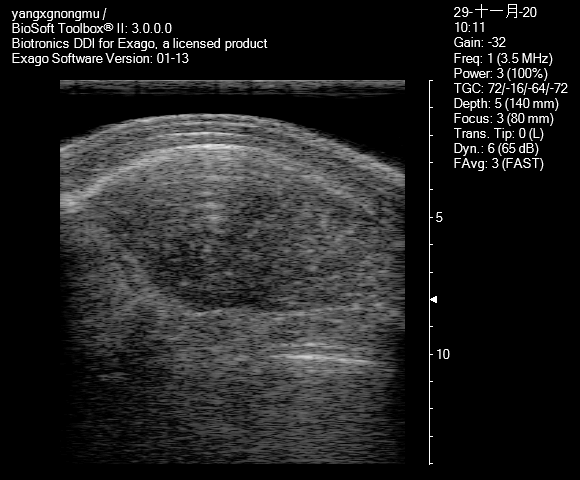 yangxgnongmu /
BioSoft Toolbox® II: 3.0.0.0
Biotronics DDI for Exago, a licensed product
Exago Software Version: 01-13
29-十一月-20
10:11
Gain: -32
Freq: 1 (3.5 MHz)
Power: 3 (100%)
TGC: 72/-16/-64/-72
Depth: 5 (140 mm)
Focus: 3 (80 mm)
Trans. Tip: 0 (L)
Dyn.: 6 (65 dB)
FAvg: 3 (FAST)
5
10